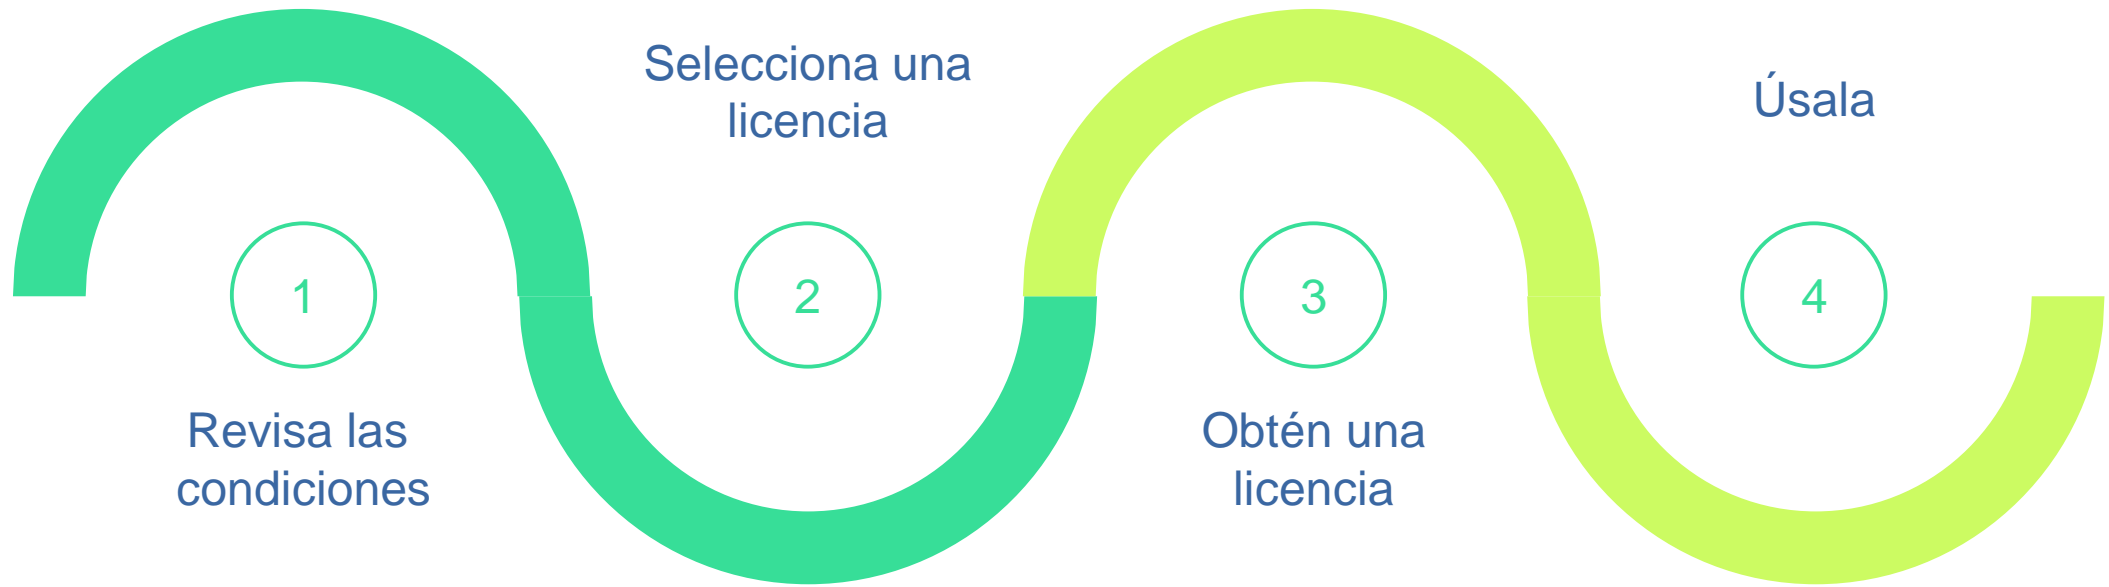 1
Revisa las
condiciones
Selecciona una
licencia
2
3
Obtén una
licencia
Úsala
4